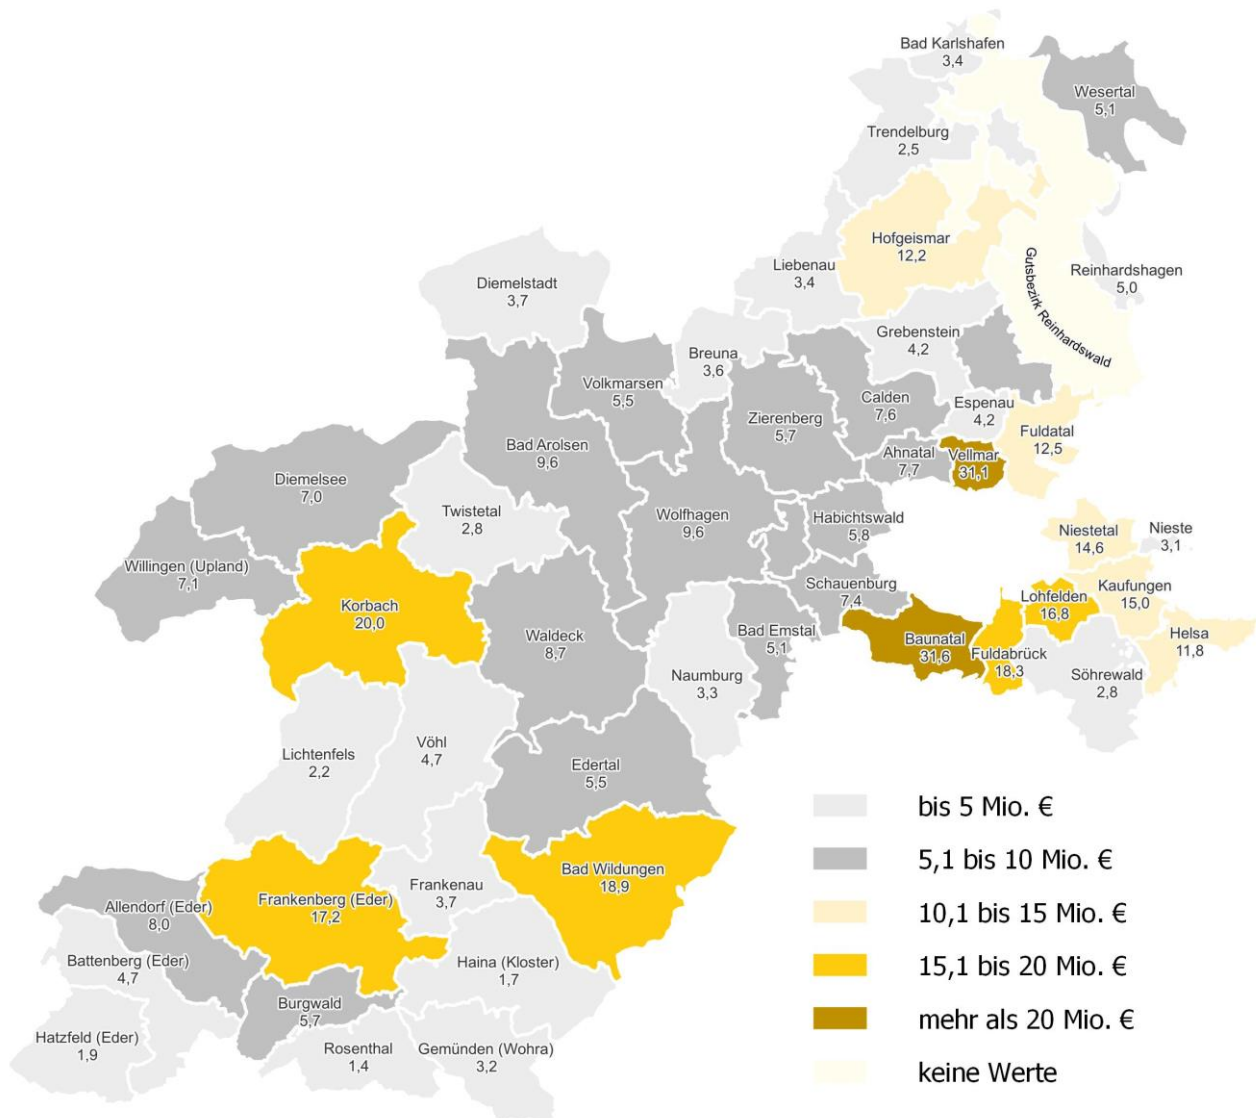 Bad Karlshafen
3,4
Wesertal
5,1
Trendelburg
2,5
Hofgeismar
12,2
Liebenau
3,4
Gutsbezirk Reinhardswald
Reinhardshagen
5,0
Diemelstadt
3,7
Grebenstein
4,2
Breuna
3,6
Volkmarsen
5,5
Calden
7,6
Espenau
4,2
Zierenberg
5,7
Fuldatal
12,5
Bad Arolsen
9,6
Ahnatal
7,7
Vellmar
31,1
Diemelsee
7,0
Twistetal
2,8
Wolfhagen
9,6
Habichtswald
5,8
Niestetal
14,6
Nieste
3,1
Willingen (Upland)
7,1
Schauenburg
7,4
Kaufungen
15,0
Korbach
20,0
Lohfelden
16,8
Waldeck
8,7
Bad Emstal
5,1
Baunatal
31,6
Fuldabrück
18,3
Helsa
11,8
Naumburg
3,3
Söhrewald
2,8
Lichtenfels
2,2
Vöhl
4,7
Edertal
5,5
Bad Wildungen
18,9
Frankenau
3,7
Frankenberg (Eder)
17,2
Allendorf (Eder)
8,0
Battenberg (Eder)
4,7
Haina (Kloster)
1,7
Burgwald
5,7
Hatzfeld (Eder)
1,9
Rosenthal
1,4
Gemünden (Wohra)
3,2
bis 5 Mio. €
5,1 bis 10 Mio. €
10,1 bis 15 Mio. €
15,1 bis 20 Mio. €
mehr als 20 Mio. €
keine Werte